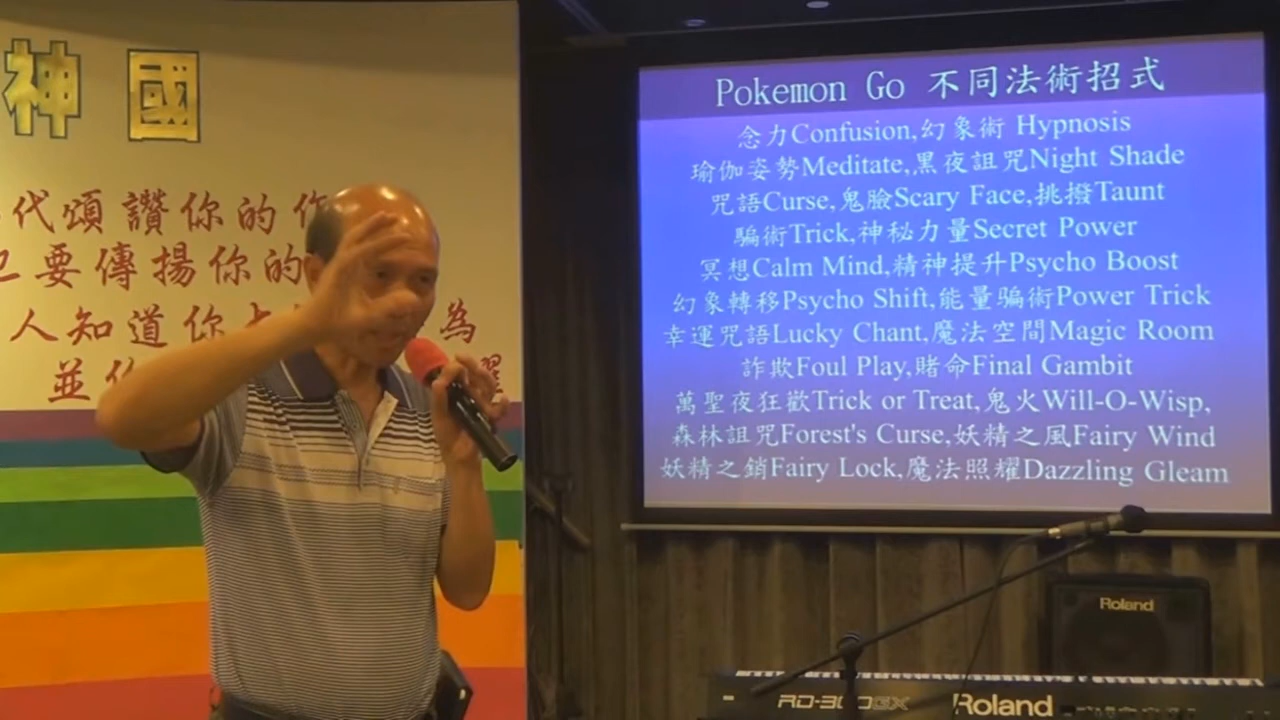 神國
代頌讚你的作
要傳揚你的
人知道你 為
並
Pokemon Go 不同法術招式
念力Confusion,幻象術 Hypnosis
瑜伽姿勢Meditate,黑夜詛咒Night Shade
咒語Curse,鬼臉Scary Face,挑撥Taunt
騙術Trick,神秘力量Secret Power
冥想Calm Mind,精神提升Psycho Boost
幻象轉移Psycho Shift,能量騙術Power Trick
幸運咒語Lucky Chant,魔法空間Magic Room
詐欺Foul Play,賭命Final Gambit
萬聖夜狂歡Trick or Treat,鬼火Will-O-Wisp,
森林詛咒Forest's Curse,妖精之風Fairy Wind
妖精之銷Fairy Lock,魔法照耀Dazzling Gleam
Roland
RD-300GX Roland